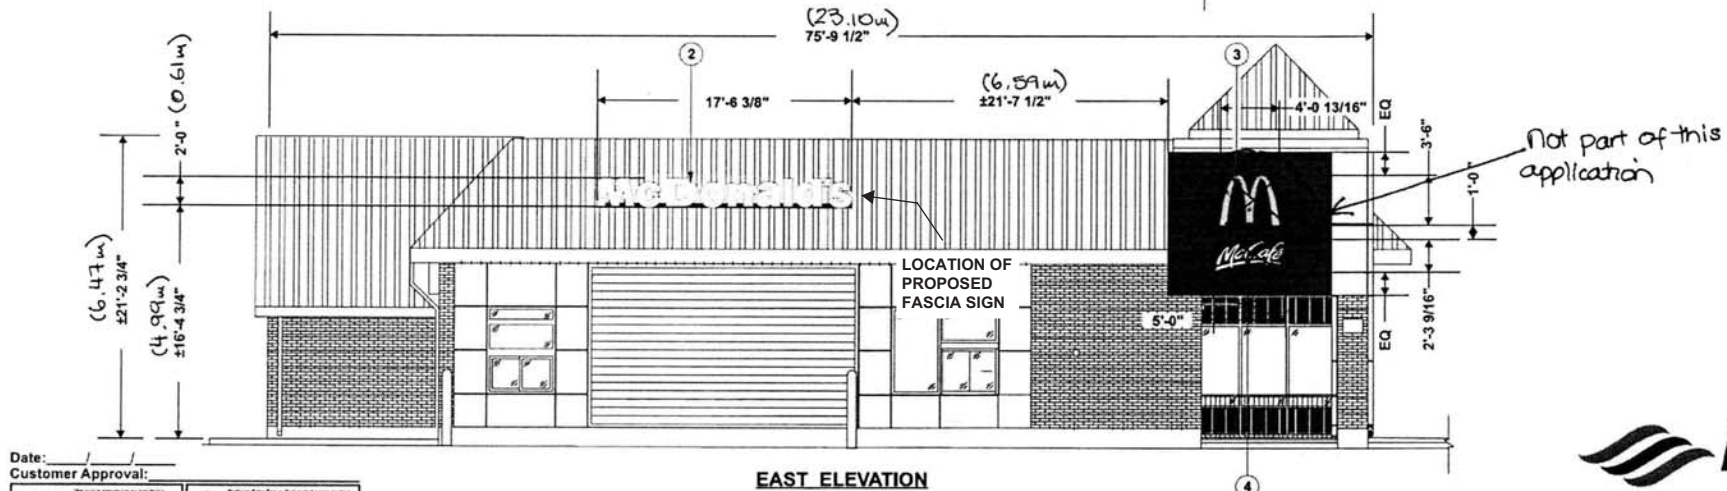 (23.10m)
75'-9 1/2"
2
3
17'-6 3/8"
(6.59m)
±21'-7 1/2"
4'-0 13/16"
EQ
3'-6"
1'-0"
Not part of this
application
2'-0" (0.61m)
McDonald's
McCafé
(6.47m)
±21'-2 3/4"
(4.99m)
±16'-4 3/4"
LOCATION OF
PROPOSED
FASCIA SIGN
5'-0"
EQ
2'-3 9/16"
Date: / /
Customer Approval:
EAST ELEVATION
4